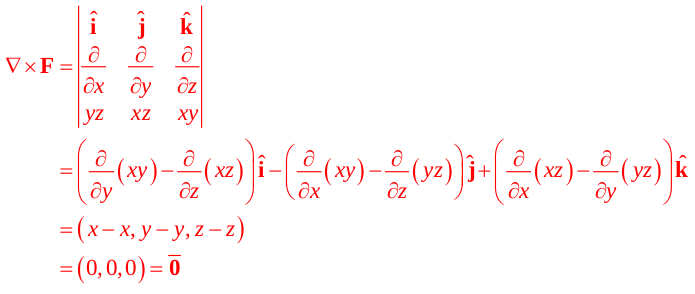 ∇ × F = | î ĵ k̂ |
| ∂/∂x ∂/∂y ∂/∂z |
| yz xz xy |
= ( ∂/∂y (xy) − ∂/∂z (xz) ) î − ( ∂/∂x (xy) − ∂/∂z (yz) ) ĵ + ( ∂/∂x (xz) − ∂/∂y (yz) ) k̂
= (x − x, y − y, z − z)
= (0, 0, 0) = 0̅